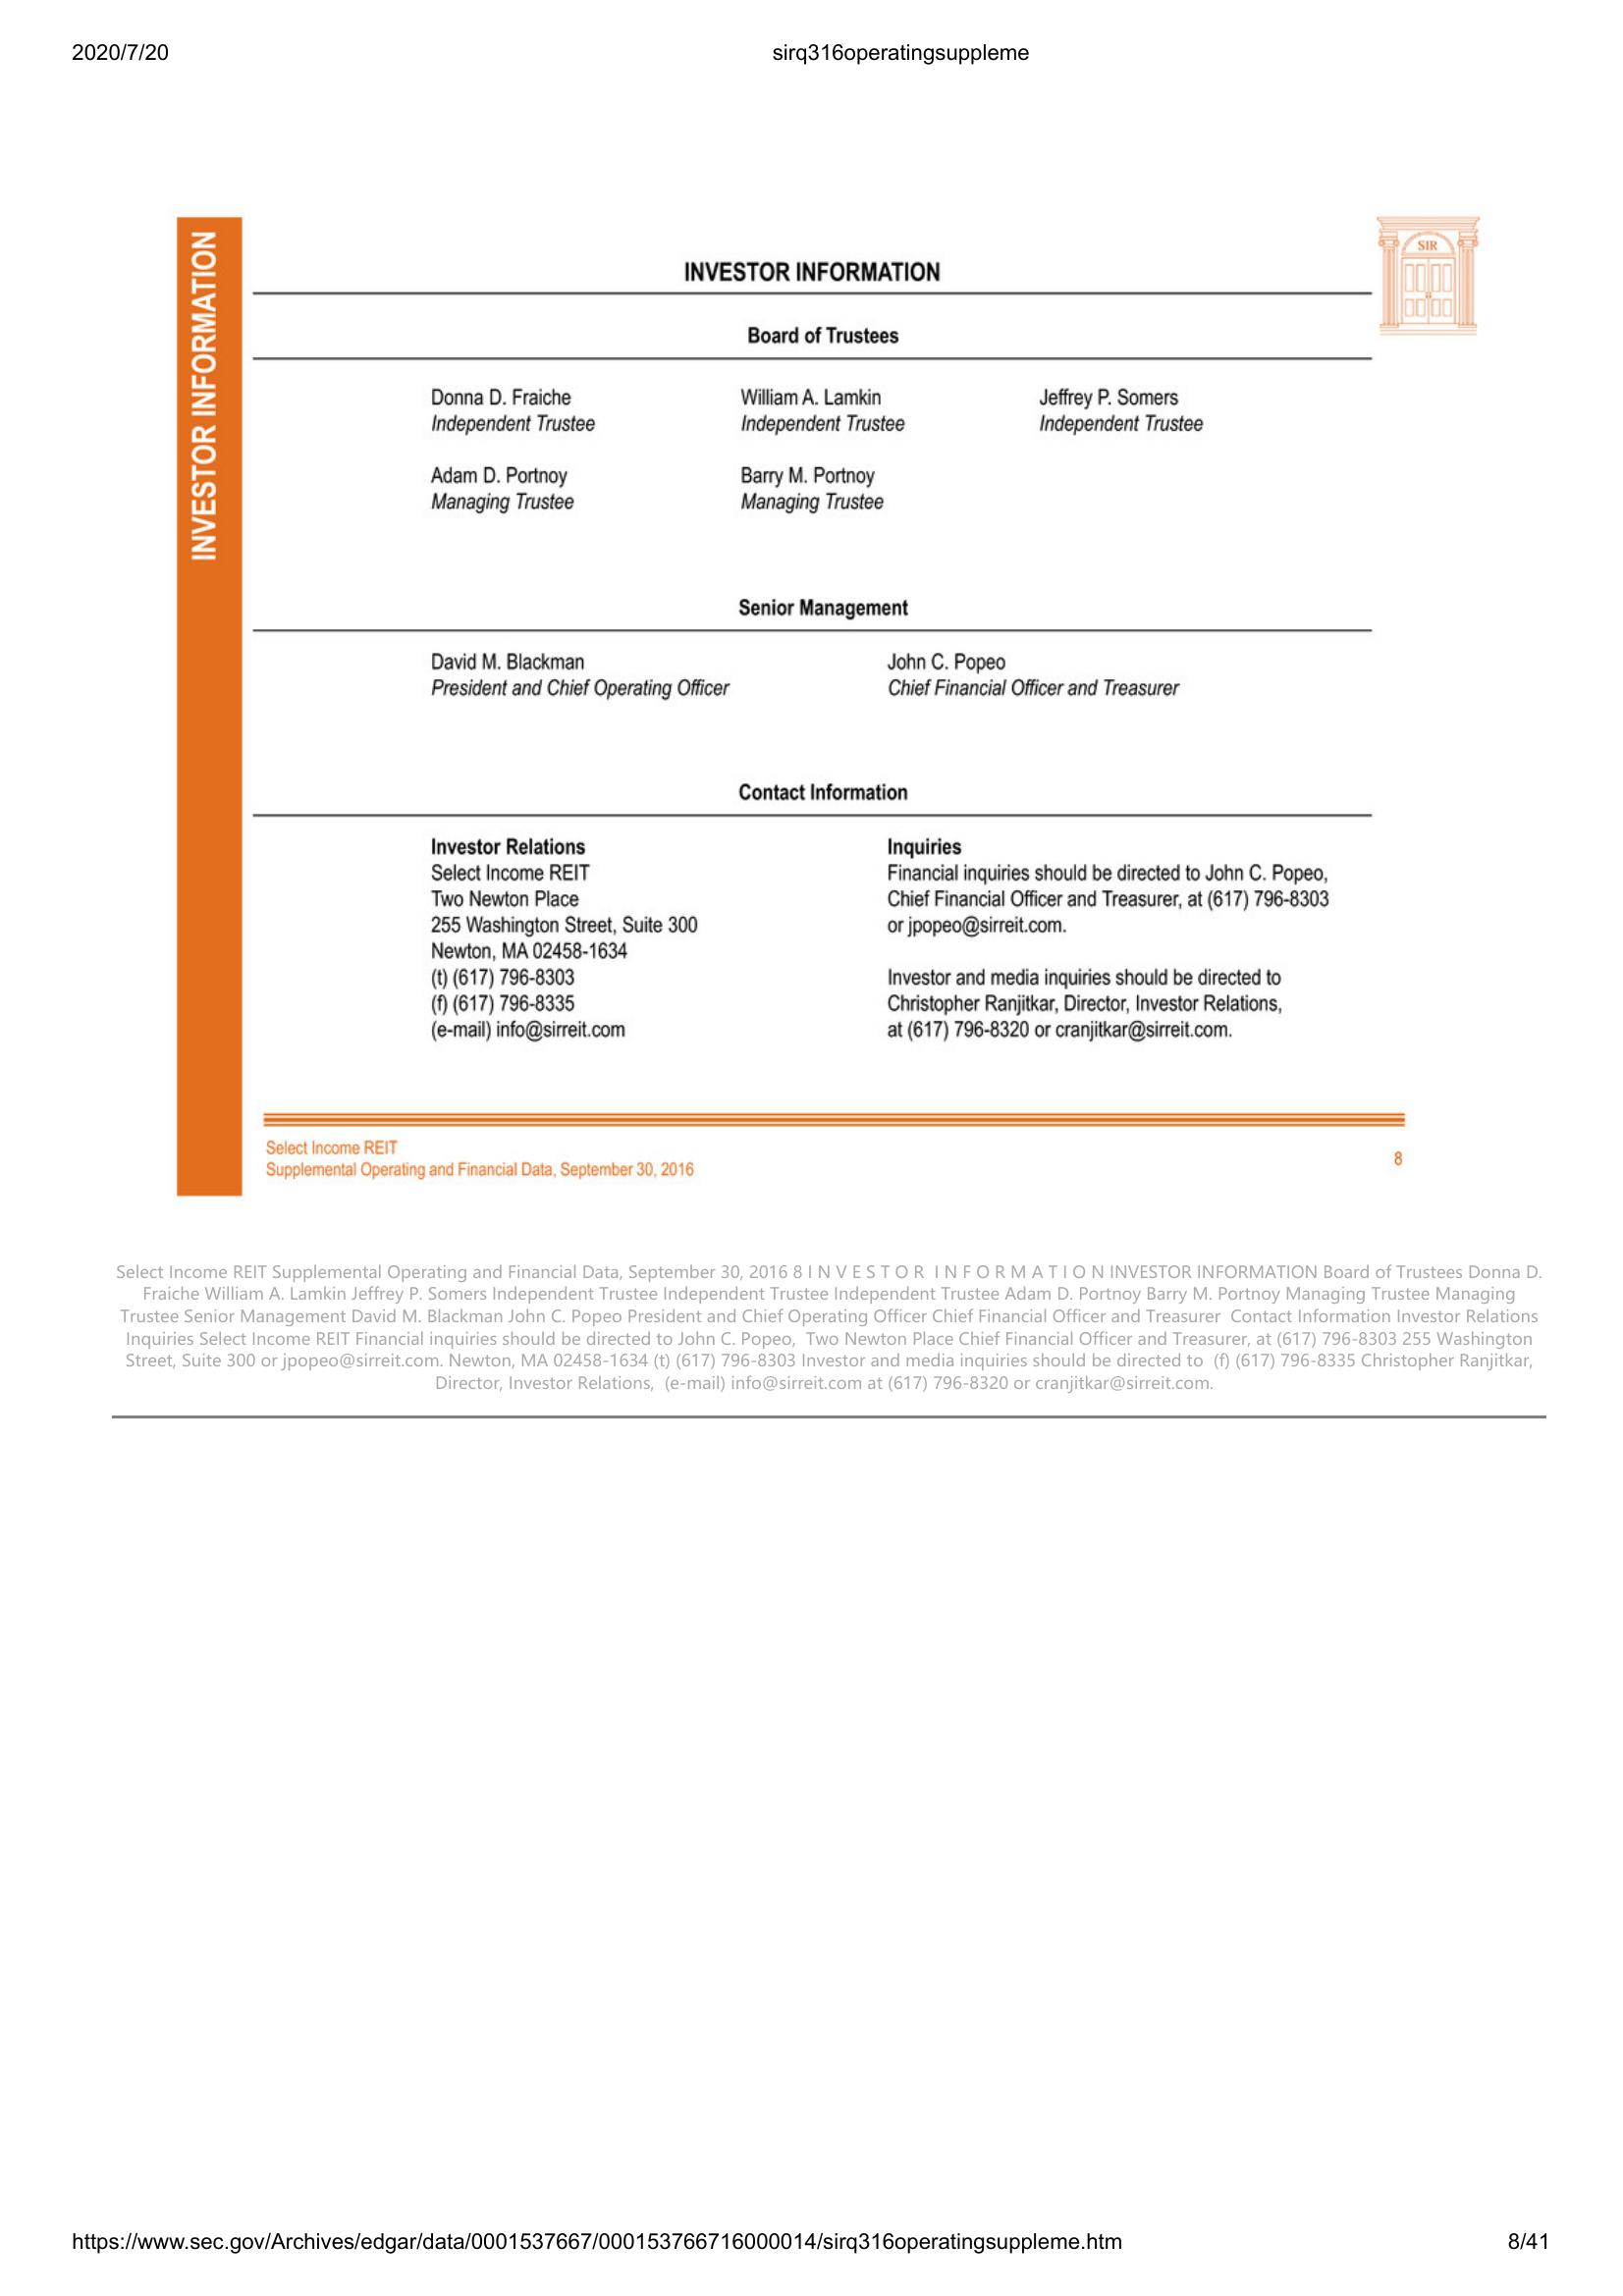 2020/7/20 sirq316operatingsuppleme
INVESTOR INFORMATION
SIR
INVESTOR INFORMATION
Board of Trustees
Donna D. Fraiche William A. Lamkin Jeffrey P. Somers
Independent Trustee Independent Trustee Independent Trustee
Adam D. Portnoy Barry M. Portnoy
Managing Trustee Managing Trustee
Senior Management
David M. Blackman John C. Popeo
President and Chief Operating Officer Chief Financial Officer and Treasurer
Contact Information
Investor Relations
Select Income REIT
Two Newton Place
255 Washington Street, Suite 300
Newton, MA 02458-1634
(t) (617) 796-8303
(f) (617) 796-8335
(e-mail) info@sirreit.com
Inquiries
Financial inquiries should be directed to John C. Popeo,
Chief Financial Officer and Treasurer, at (617) 796-8303
or jpopeo@sirreit.com.
Investor and media inquiries should be directed to
Christopher Ranjitkar, Director, Investor Relations,
at (617) 796-8320 or cranjitkar@sirreit.com.
Select Income REIT
Supplemental Operating and Financial Data, September 30, 2016 8
Select Income REIT Supplemental Operating and Financial Data, September 30, 2016 8 I N V E S T O R I N F O R M A T I O N INVESTOR INFORMATION Board of Trustees Donna D.
Fraiche William A. Lamkin Jeffrey P. Somers Independent Trustee Independent Trustee Independent Trustee Adam D. Portnoy Barry M. Portnoy Managing Trustee Managing
Trustee Senior Management David M. Blackman John C. Popeo President and Chief Operating Officer Chief Financial Officer and Treasurer Contact Information Investor Relations
Inquiries Select Income REIT Financial inquiries should be directed to John C. Popeo, Two Newton Place Chief Financial Officer and Treasurer, at (617) 796-8303 255 Washington
Street, Suite 300 or jpopeo@sirreit.com. Newton, MA 02458-1634 (t) (617) 796-8303 Investor and media inquiries should be directed to (f) (617) 796-8335 Christopher Ranjitkar,
Director, Investor Relations, (e-mail) info@sirreit.com at (617) 796-8320 or cranjitkar@sirreit.com.
https://www.sec.gov/Archives/edgar/data/0001537667/000153766716000014/sirq316operatingsuppleme.htm 8/41